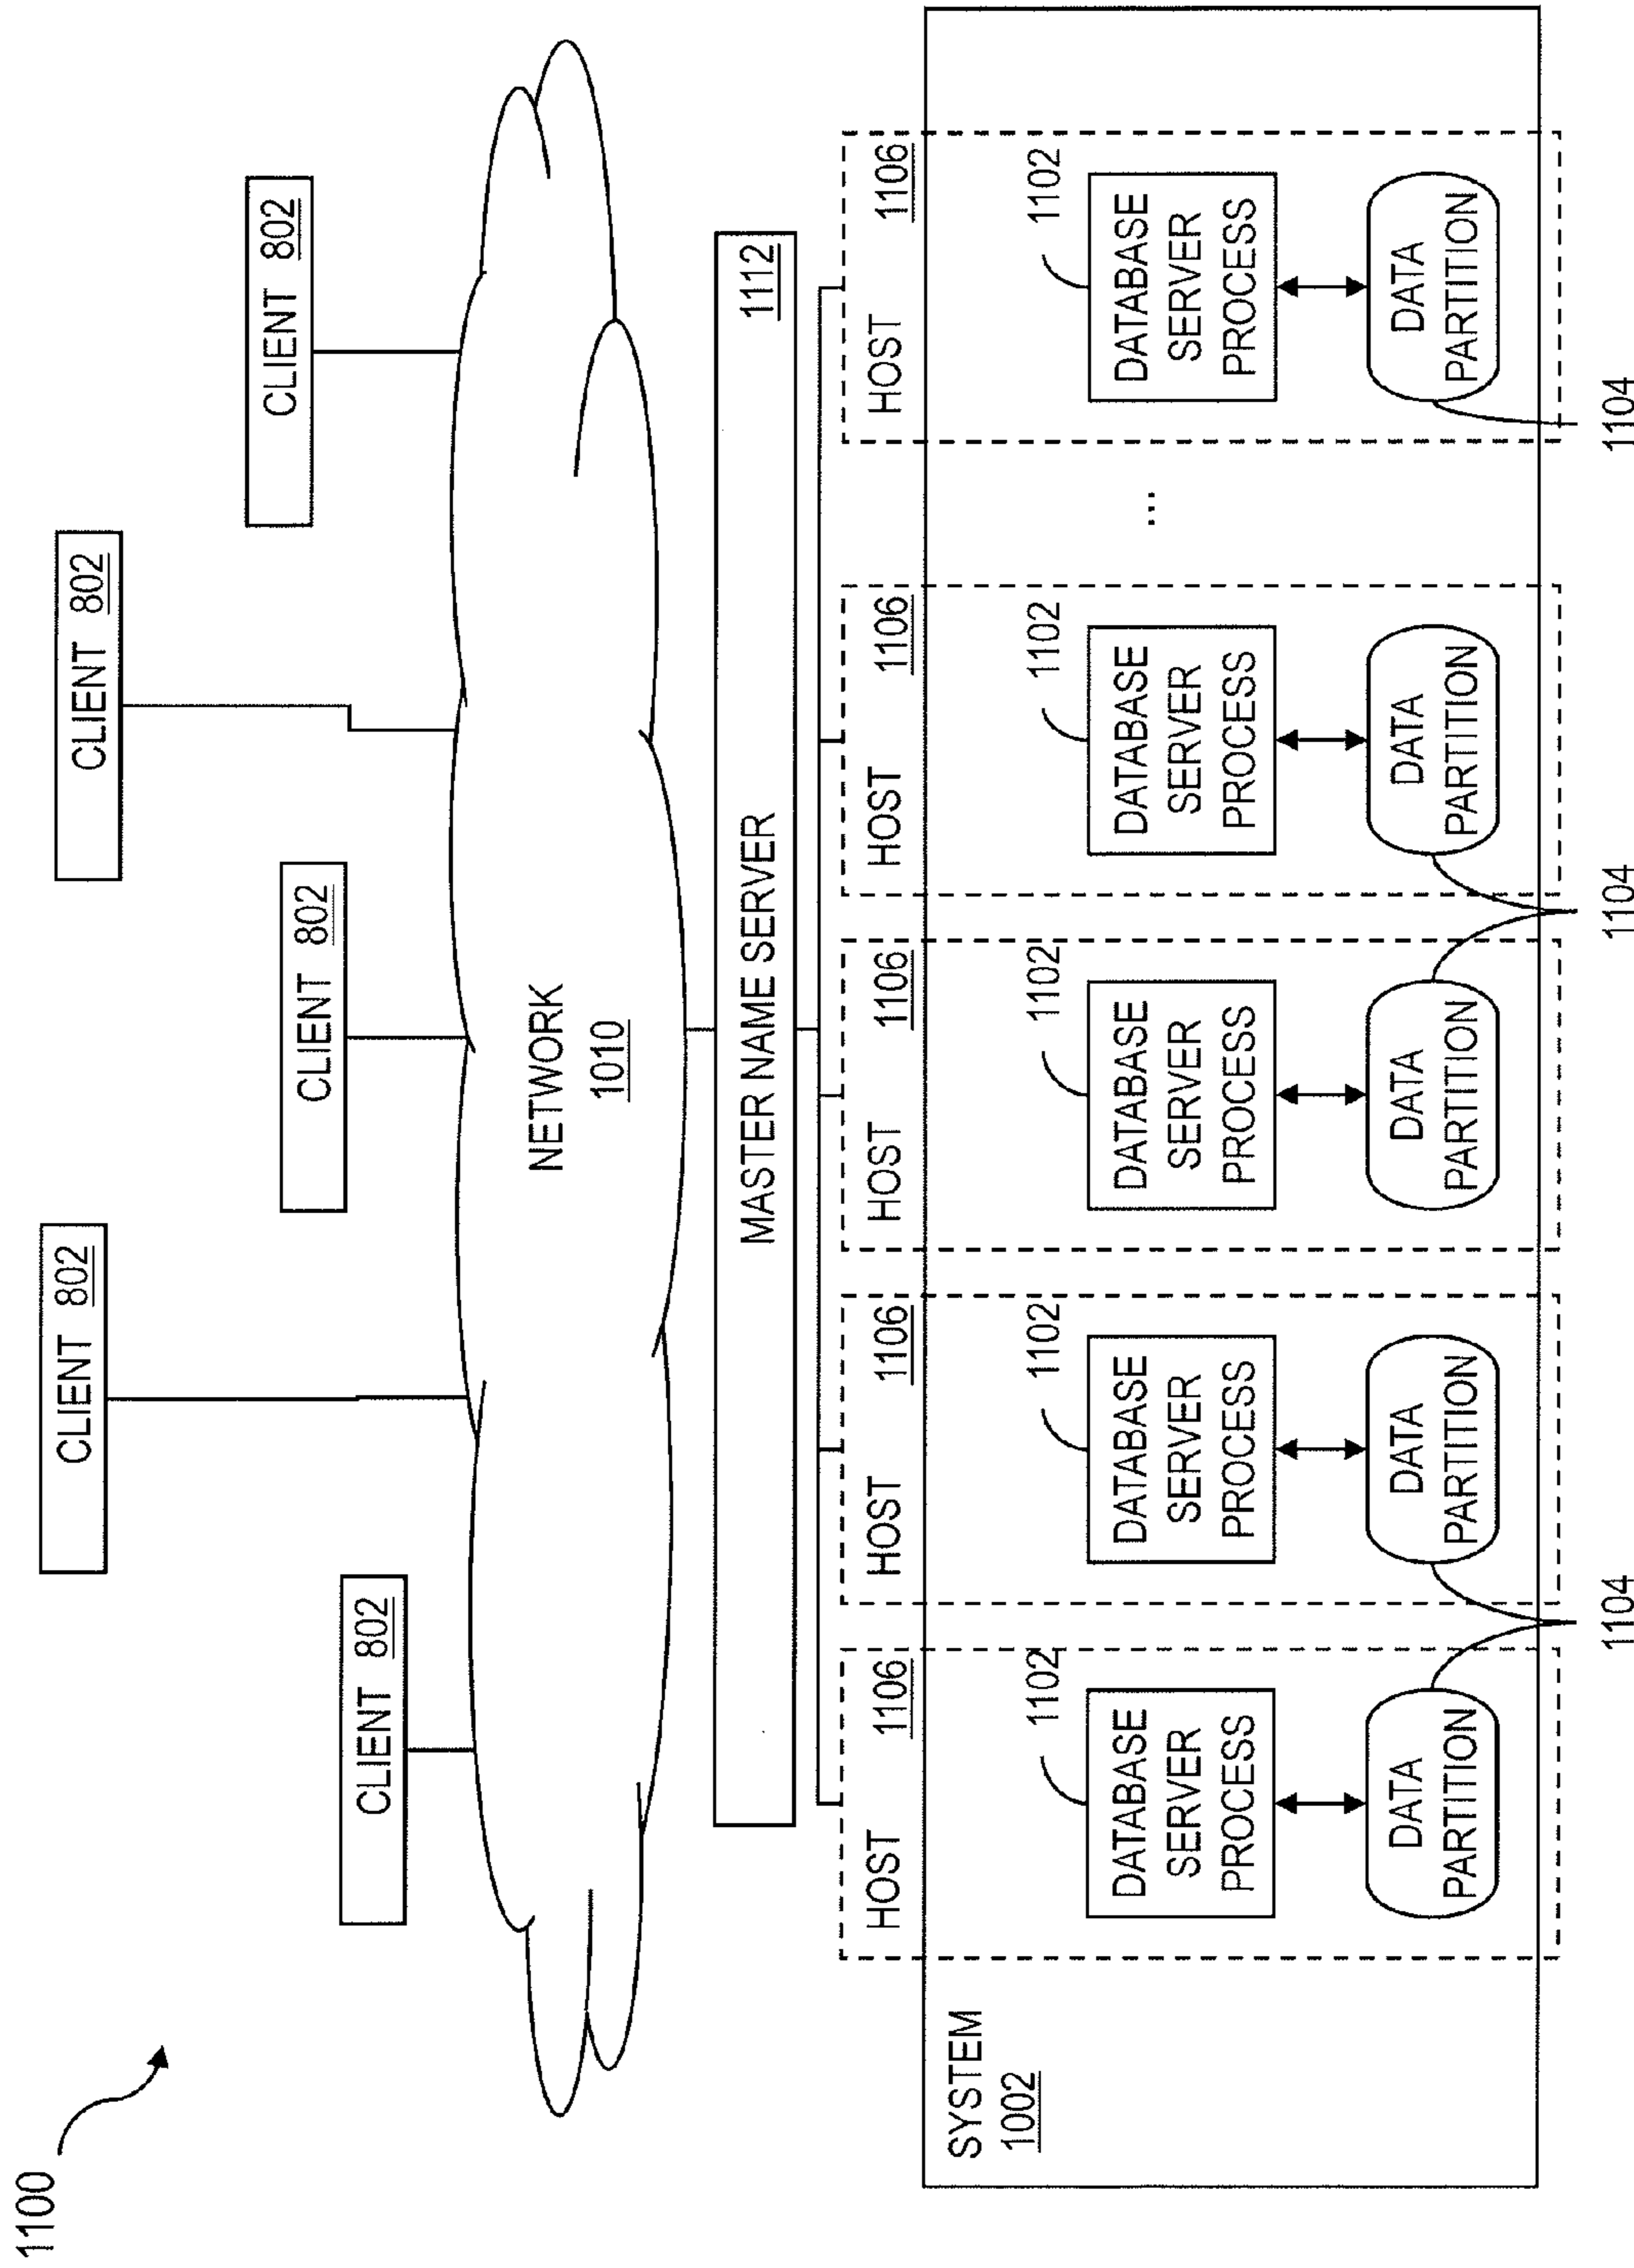 1100
CLIENT 802
CLIENT 802
CLIENT 802
CLIENT 802
CLIENT 802
NETWORK
1010
MASTER NAME SERVER 1112
HOST 1106
HOST 1106
HOST 1106
HOST 1106
HOST 1106
SYSTEM
1002
1102
1102
1102
1102
1102
DATABASE
SERVER
PROCESS
DATABASE
SERVER
PROCESS
DATABASE
SERVER
PROCESS
DATABASE
SERVER
PROCESS
...
DATABASE
SERVER
PROCESS
DATA
PARTITION
DATA
PARTITION
DATA
PARTITION
DATA
PARTITION
DATA
PARTITION
1104
1104
1104